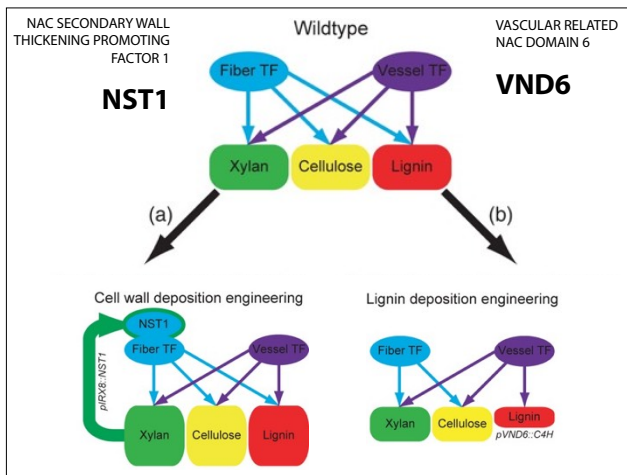 NAC SECONDARY WALL
THICKENING PROMOTING
FACTOR 1
NST1
Wildtype
VASCULAR RELATED
NAC DOMAIN 6
VND6
Fiber TF
Vessel TF
Xylan
Cellulose
Lignin
(a)
(b)
Cell wall deposition engineering
NST1
Fiber TF
Vessel TF
pIRX8::NST1
Xylan
Cellulose
Lignin
Lignin deposition engineering
Fiber TF
Vessel TF
Xylan
Cellulose
Lignin
pVND6::C4H